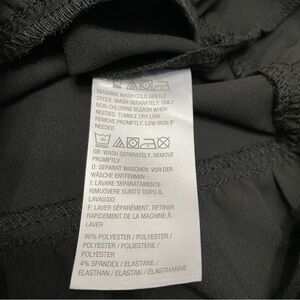 MACHINE WASH COLD GENTLE
CYCLE. WASH SEPARATELY. ONLY
NON-CHLORINE BLEACH WHEN
NEEDED. TUMBLE DRY LOW.
REMOVE PROMPTLY. LOW IRON IF
NEEDED
GB: WASH SEPARATELY. REMOVE
PROMPTLY
D: SEPARAT WASCHEN. VOR DER
WÄSCHE ENTFERNEN
I: LAVARE SEPARATAMENTE.
RIMUOVERE SUBITO DOPO IL
LAVAGGIO
F: LAVER SÉPARÉMENT. RETIRER
RAPIDEMENT DE LA MACHINE À
LAVER
96% POLYESTER / POLYESTER /
POLYESTER / POLIESTERE /
POLYESTER
4% SPANDEX / ELASTANE /
ELASTHAN / ELASTAN / ÉLASTHANNE